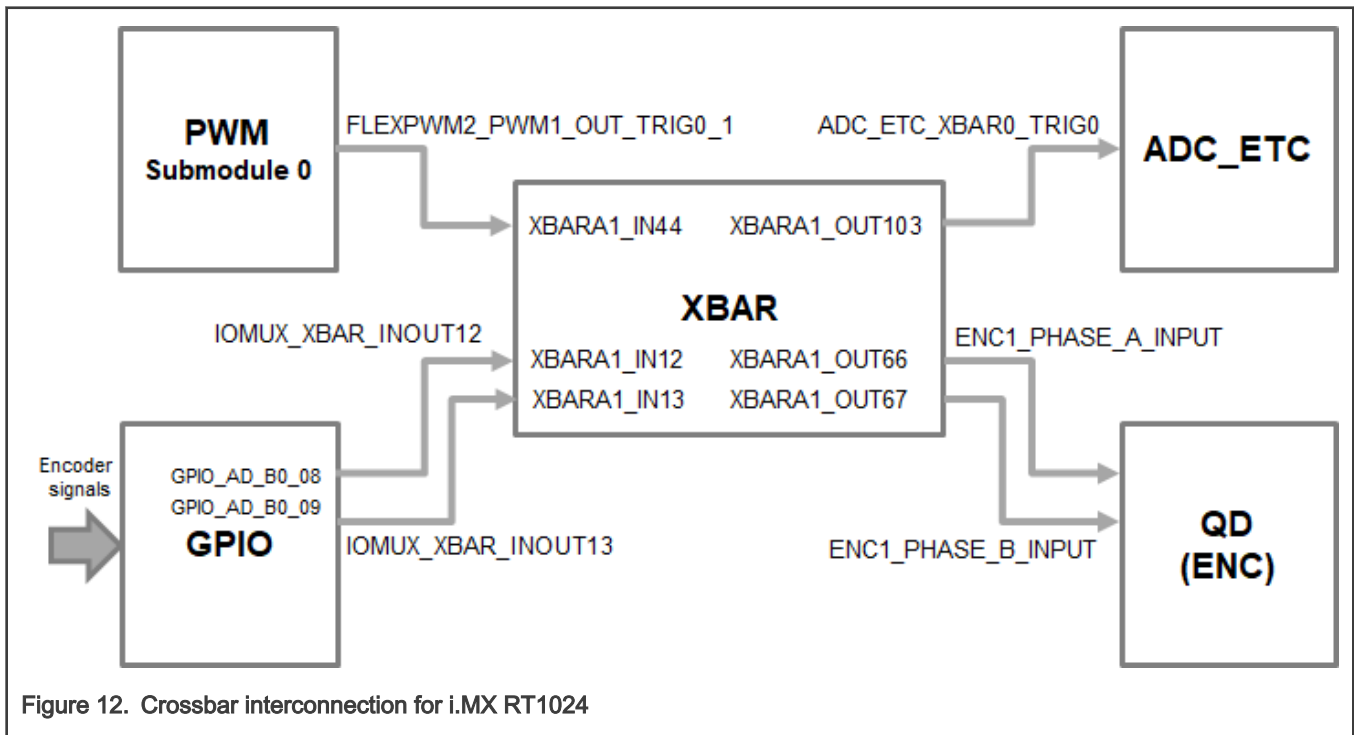 PWM
Submodule 0
FLEXPWM2_PWM1_OUT_TRIG0_1
ADC_ETC_XBAR0_TRIG0
ADC_ETC
XBARA1_IN44
XBARA1_OUT103
XBAR
IOMUX_XBAR_INOUT12
ENC1_PHASE_A_INPUT
XBARA1_IN12
XBARA1_OUT66
XBARA1_IN13
XBARA1_OUT67
Encoder
signals
GPIO_AD_B0_08
GPIO_AD_B0_09
GPIO
IOMUX_XBAR_INOUT13
ENC1_PHASE_B_INPUT
QD
(ENC)
Figure 12. Crossbar interconnection for i.MX RT1024